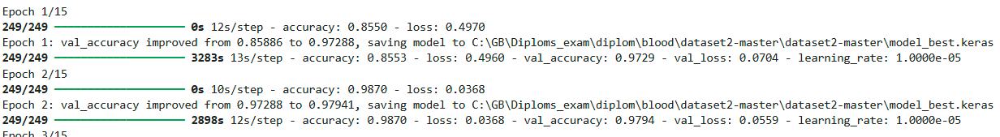 Epoch 1/15
249/249 ━━━━━━━━━━━━━━━━━━━━ 0s 12s/step - accuracy: 0.8550 - loss: 0.4970
Epoch 1: val_accuracy improved from 0.85886 to 0.97288, saving model to C:\GB\Diploms_exam\diplom\blood\dataset2-master\dataset2-master\model_best.keras
249/249 ━━━━━━━━━━━━━━━━━━━━ 3283s 13s/step - accuracy: 0.8553 - loss: 0.4960 - val_accuracy: 0.9729 - val_loss: 0.0704 - learning_rate: 1.0000e-05
Epoch 2/15
249/249 ━━━━━━━━━━━━━━━━━━━━ 0s 10s/step - accuracy: 0.9870 - loss: 0.0368
Epoch 2: val_accuracy improved from 0.97288 to 0.97941, saving model to C:\GB\Diploms_exam\diplom\blood\dataset2-master\dataset2-master\model_best.keras
249/249 ━━━━━━━━━━━━━━━━━━━━ 2898s 12s/step - accuracy: 0.9870 - loss: 0.0368 - val_accuracy: 0.9794 - val_loss: 0.0559 - learning_rate: 1.0000e-05
Epoch 3/15